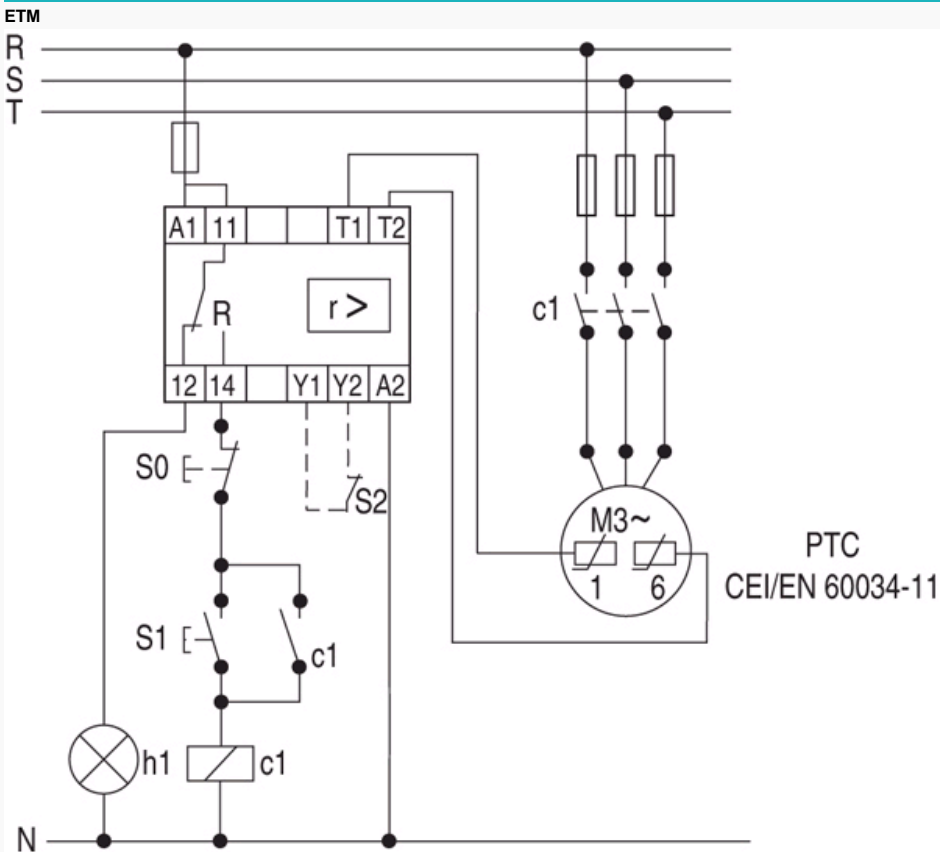 ETM
R
S
T
A1 11 T1 T2
R r >
c1
12 14 Y1 Y2 A2
S0
S2
M3~
1 6
PTC
CEI/EN 60034-11
S1
c1
h1 c1
N